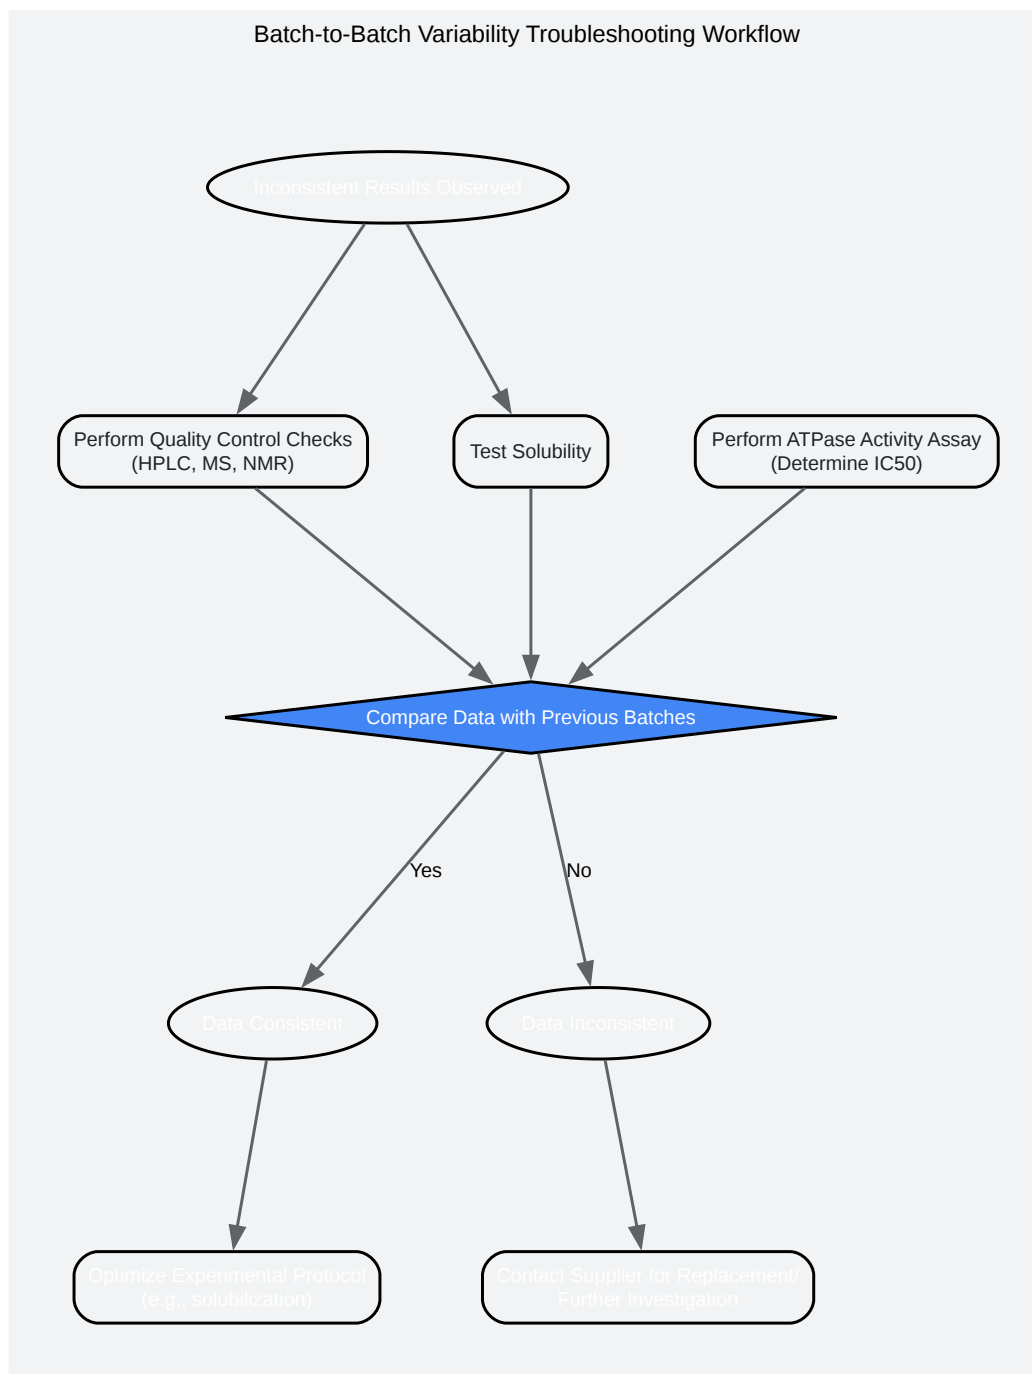 Batch-to-Batch Variability Troubleshooting Workflow
Inconsistent Results Observed
Perform Quality Control Checks
(HPLC, MS, NMR)
Test Solubility
Perform ATPase Activity Assay
(Determine IC50)
Compare Data with Previous Batches
Yes
No
Data Consistent
Data Inconsistent
Optimize Experimental Protocol
(e.g., solubilization)
Contact Supplier for Replacement/
Further Investigation